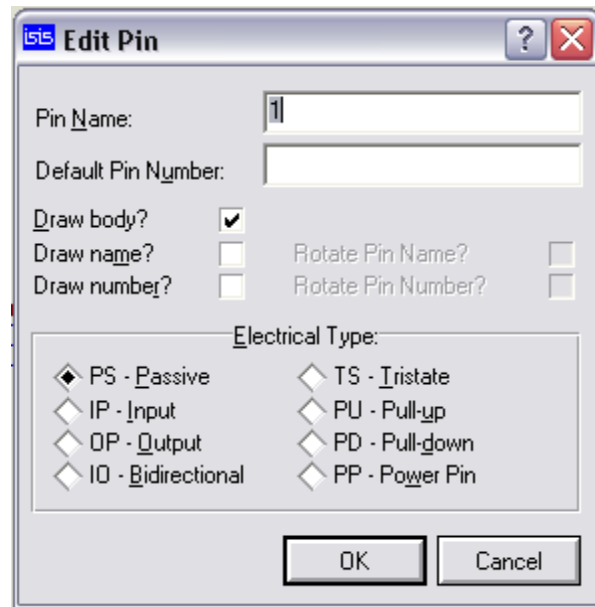 isis Edit Pin
Pin Name: 1
Default Pin Number:
Draw body?
Draw name? Rotate Pin Name?
Draw number? Rotate Pin Number?
Electrical Type:
PS - Passive TS - Tristate
IP - Input PU - Pull-up
OP - Output PD - Pull-down
IO - Bidirectional PP - Power Pin
OK Cancel